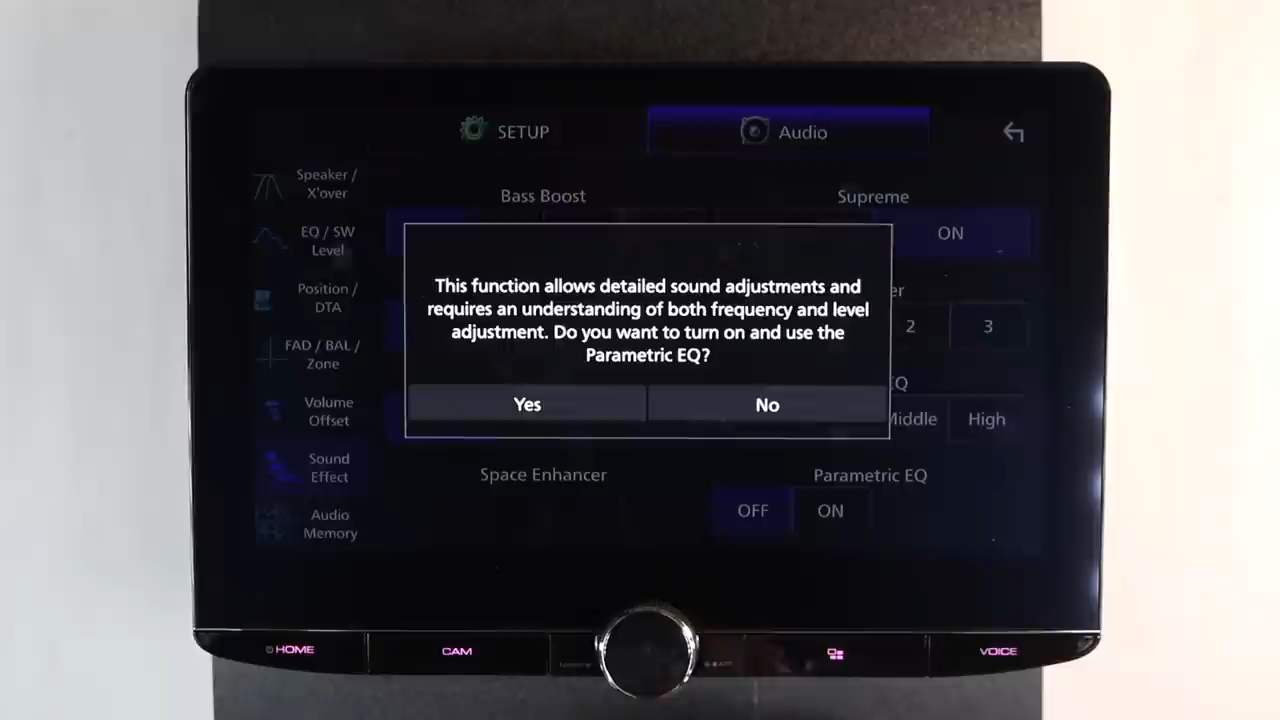 SETUP
Audio
Speaker /
X'over
Bass Boost
Supreme
EQ / SW
Level
ON
This function allows detailed sound adjustments and
requires an understanding of both frequency and level
adjustment. Do you want to turn on and use the
Parametric EQ?
Yes
No
Position /
DTA
2
3
FAD / BAL /
Zone
Volume
Offset
Middle
High
Sound
Effect
Space Enhancer
Parametric EQ
OFF
ON
Audio
Memory
HOME
CAM
VOICE